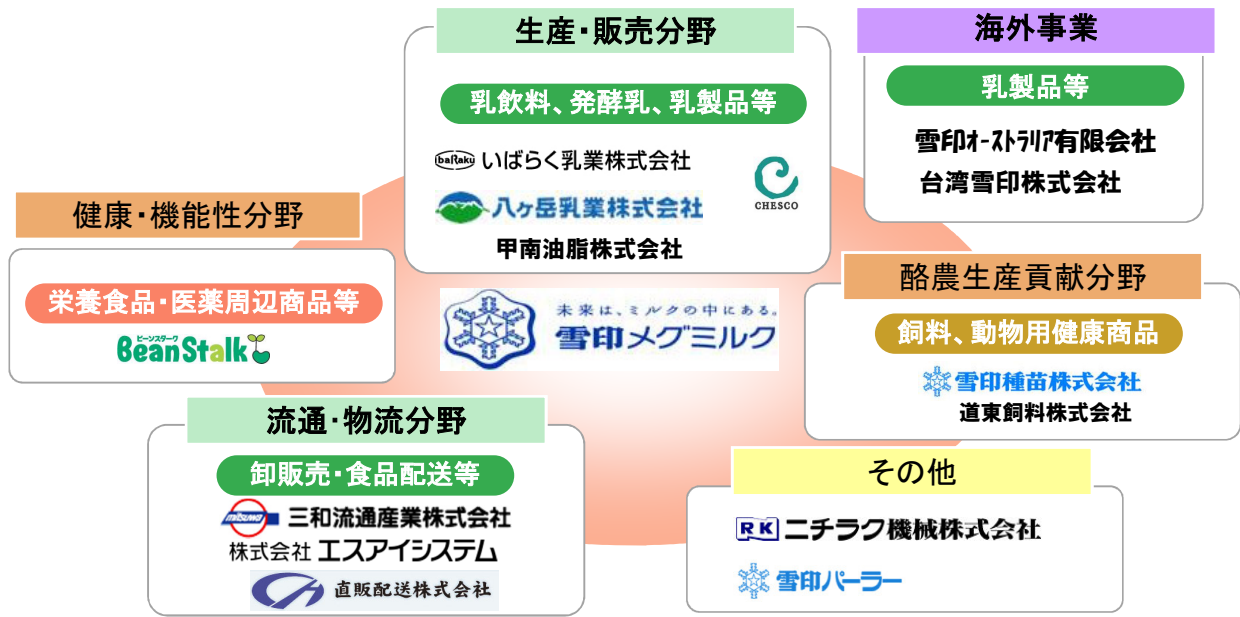 生産・販売分野
乳飲料、発酵乳、乳製品等
baRaku いばらく乳業株式会社
八ヶ岳乳業株式会社
CHESCO
甲南油脂株式会社
海外事業
乳製品等
雪印オーストラリア有限会社
台湾雪印株式会社
健康・機能性分野
栄養食品・医薬周辺商品等
ビーンスターク
BeanStalk
未来は、ミルクの中にある。
雪印メグミルク
酪農生産貢献分野
飼料、動物用健康商品
雪印種苗株式会社
道東飼料株式会社
流通・物流分野
卸販売・食品配送等
mitsuwa 三和流通産業株式会社
株式会社 エスアイシステム
直販配送株式会社
その他
RK ニチラク機械株式会社
雪印パーラー